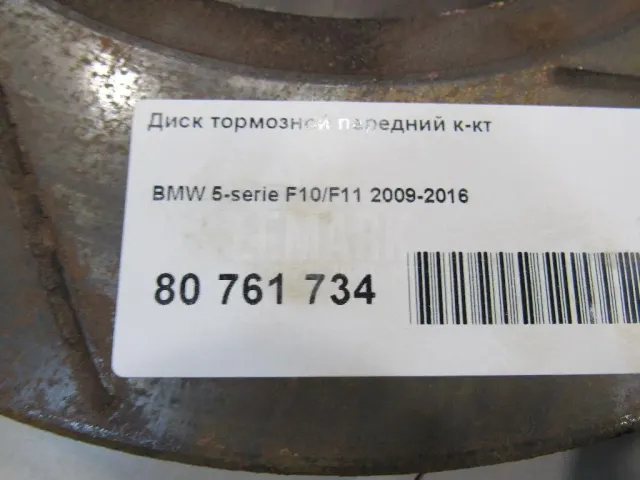 Диск тормозной передний к-кт
BMW 5-serie F10/F11 2009-2016
80 761 734